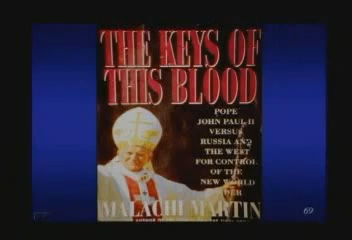 THE KEYS OF
THIS BLOOD
POPE
JOHN PAUL II
VERSUS
RUSSIA AND
THE WEST
FOR CONTROL
OF THE
NEW WORLD
DER
MALACHI MARTIN
69